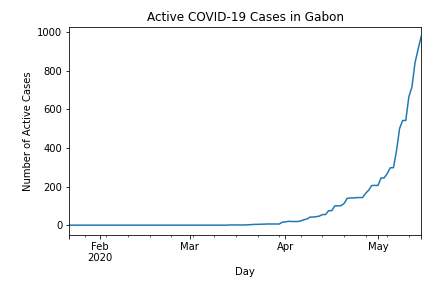 Active COVID-19 Cases in Gabon
1000
800
600
400
200
0
Number of Active Cases
Feb
2020
Mar
Apr
May
Day